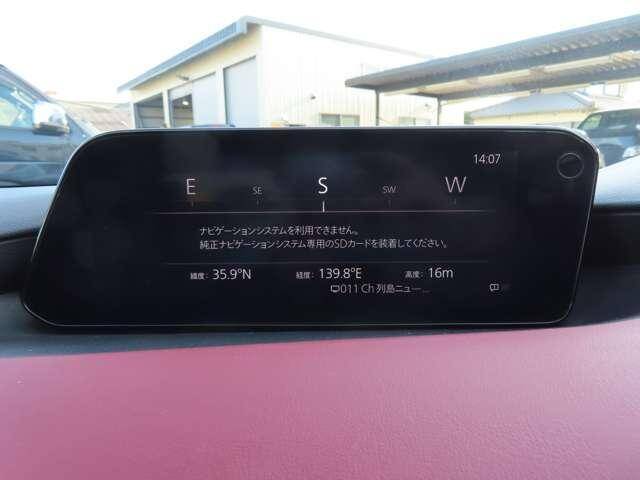 14:07
E SE S SW W
ナビゲーションシステムを利用できません。
純正ナビゲーションシステム専用のSDカードを装着してください。
緯度: 35.9°N 経度: 139.8°E 高度: 16m
011 Ch 列島ニュー...